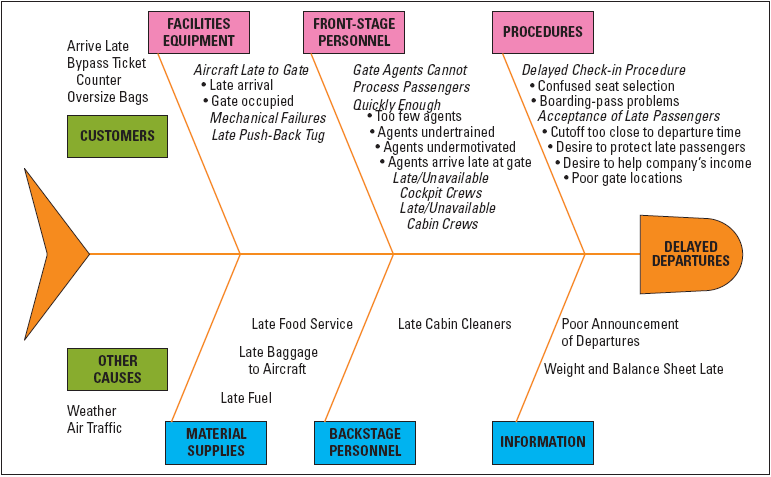 FACILITIES
EQUIPMENT
FRONT-STAGE
PERSONNEL
PROCEDURES
Arrive Late
Bypass Ticket
Counter
Oversize Bags
CUSTOMERS
Aircraft Late to Gate
• Late arrival
• Gate occupied
Mechanical Failures
Late Push-Back Tug
Gate Agents Cannot
Process Passengers
Quickly Enough
• Too few agents
• Agents undertrained
• Agents undermotivated
• Agents arrive late at gate
Late/Unavailable
Cockpit Crews
Late/Unavailable
Cabin Crews
Delayed Check-in Procedure
• Confused seat selection
• Boarding-pass problems
Acceptance of Late Passengers
• Cutoff too close to departure time
• Desire to protect late passengers
• Desire to help company's income
• Poor gate locations
DELAYED
DEPARTURES
OTHER
CAUSES
Weather
Air Traffic
Late Food Service
Late Baggage
to Aircraft
Late Fuel
Late Cabin Cleaners
Poor Announcement
of Departures
Weight and Balance Sheet Late
MATERIAL
SUPPLIES
BACKSTAGE
PERSONNEL
INFORMATION